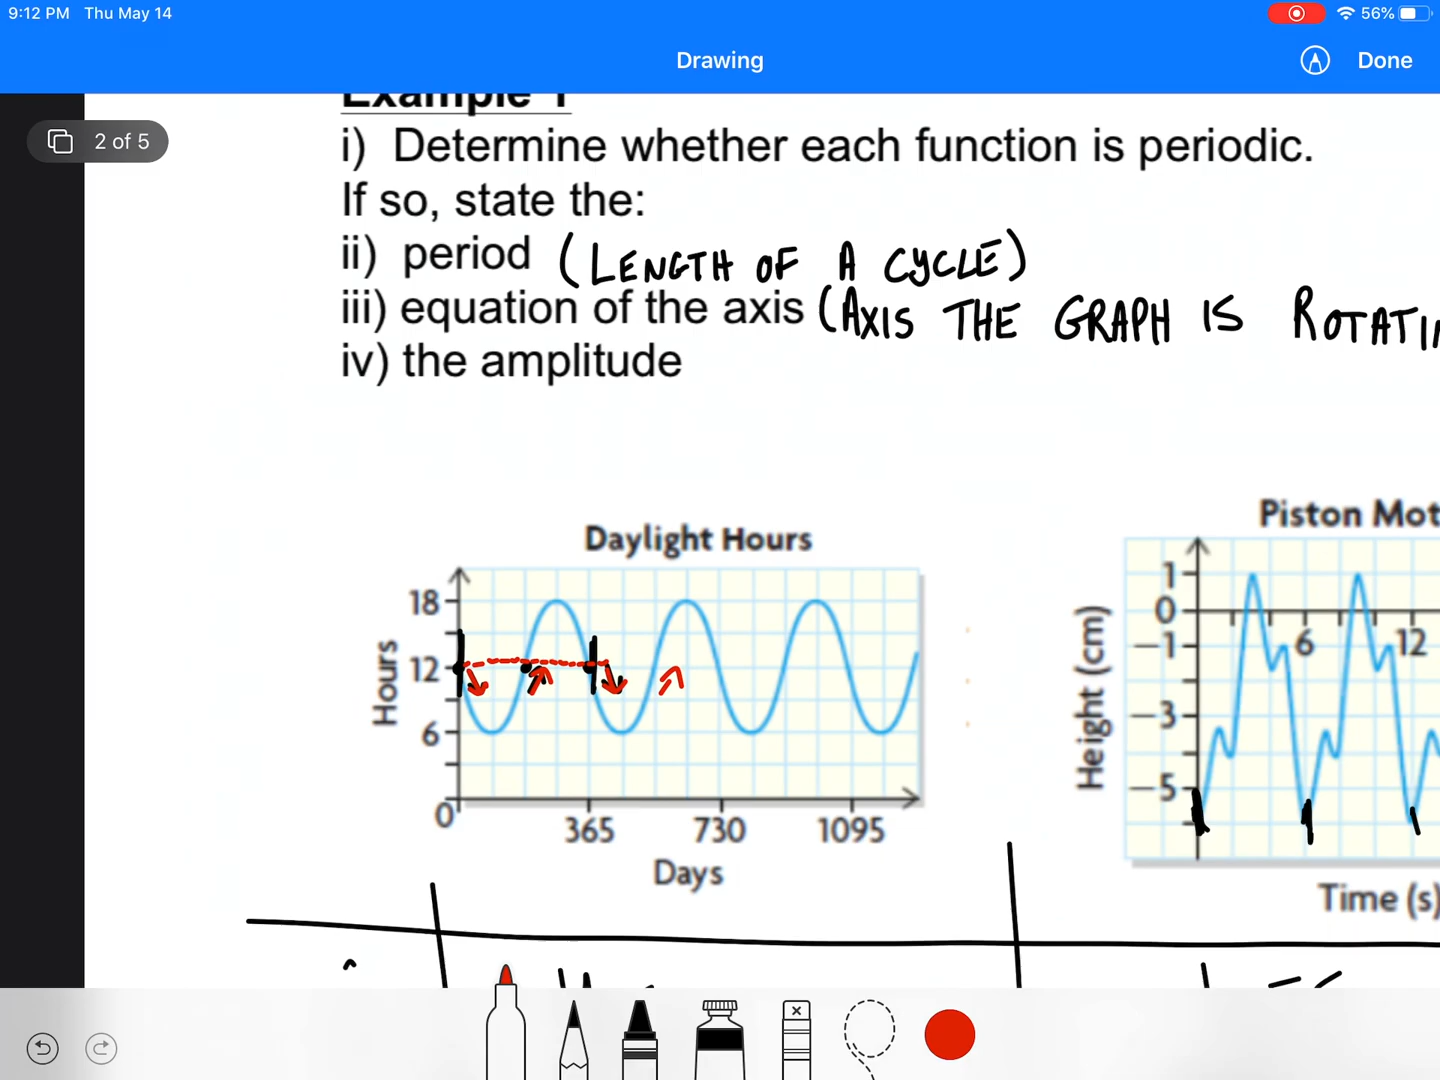 9:12 PM Thu May 14
56%
Drawing
Done
2 of 5
Example 1
i) Determine whether each function is periodic.
If so, state the:
ii) period (LENGTH OF A CYCLE)
iii) equation of the axis (AXIS THE GRAPH IS
iv) the amplitude
Daylight Hours
Hours
18
12
6
0
365 730 1095
Days
Piston Mot
Height (cm)
1
0
-1
-3
-5
6 12
Time (s)